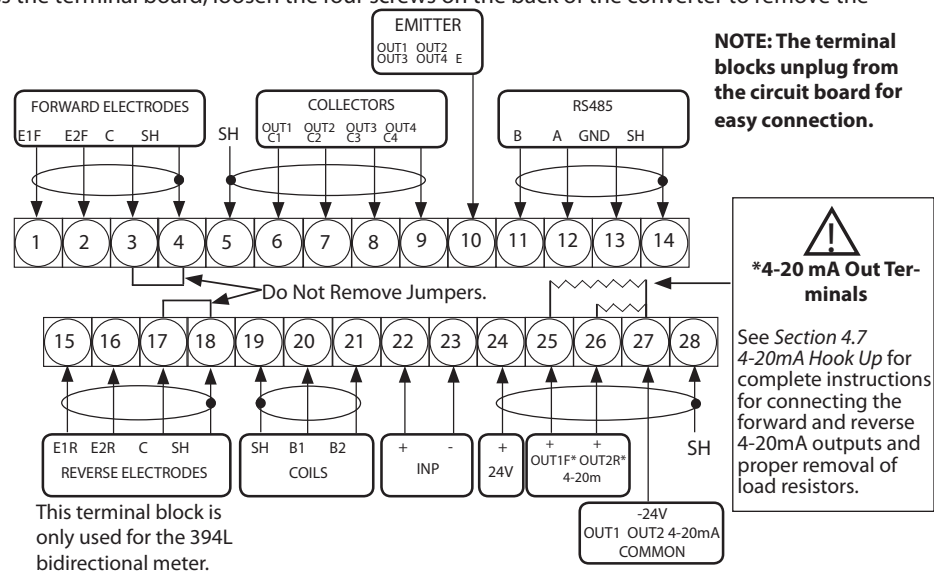 s the terminal board, loosen the four screws on the back of the converter to remove the
EMITTER
OUT1 OUT2
OUT3 OUT4 E
NOTE: The terminal
blocks unplug from
the circuit board for
easy connection.
FORWARD ELECTRODES
E1F E2F C SH
SH
COLLECTORS
OUT1 OUT2 OUT3 OUT4
C1 C2 C3 C4
RS485
B A GND SH
1 2 3 4 5 6 7 8 9 10 11 12 13 14
Do Not Remove Jumpers.
15 16 17 18 19 20 21 22 23 24 25 26 27 28
E1R E2R C SH
REVERSE ELECTRODES
SH B1 B2
COILS
+ -
INP
+
24V
+ +
OUT1F* OUT2R*
4-20m
SH
-24V
OUT1 OUT2 4-20mA
COMMON
This terminal block is
only used for the 394L
bidirectional meter.
!
*4-20 mA Out Ter-
minals
See Section 4.7
4-20mA Hook Up for
complete instructions
for connecting the
forward and reverse
4-20mA outputs and
proper removal of
load resistors.